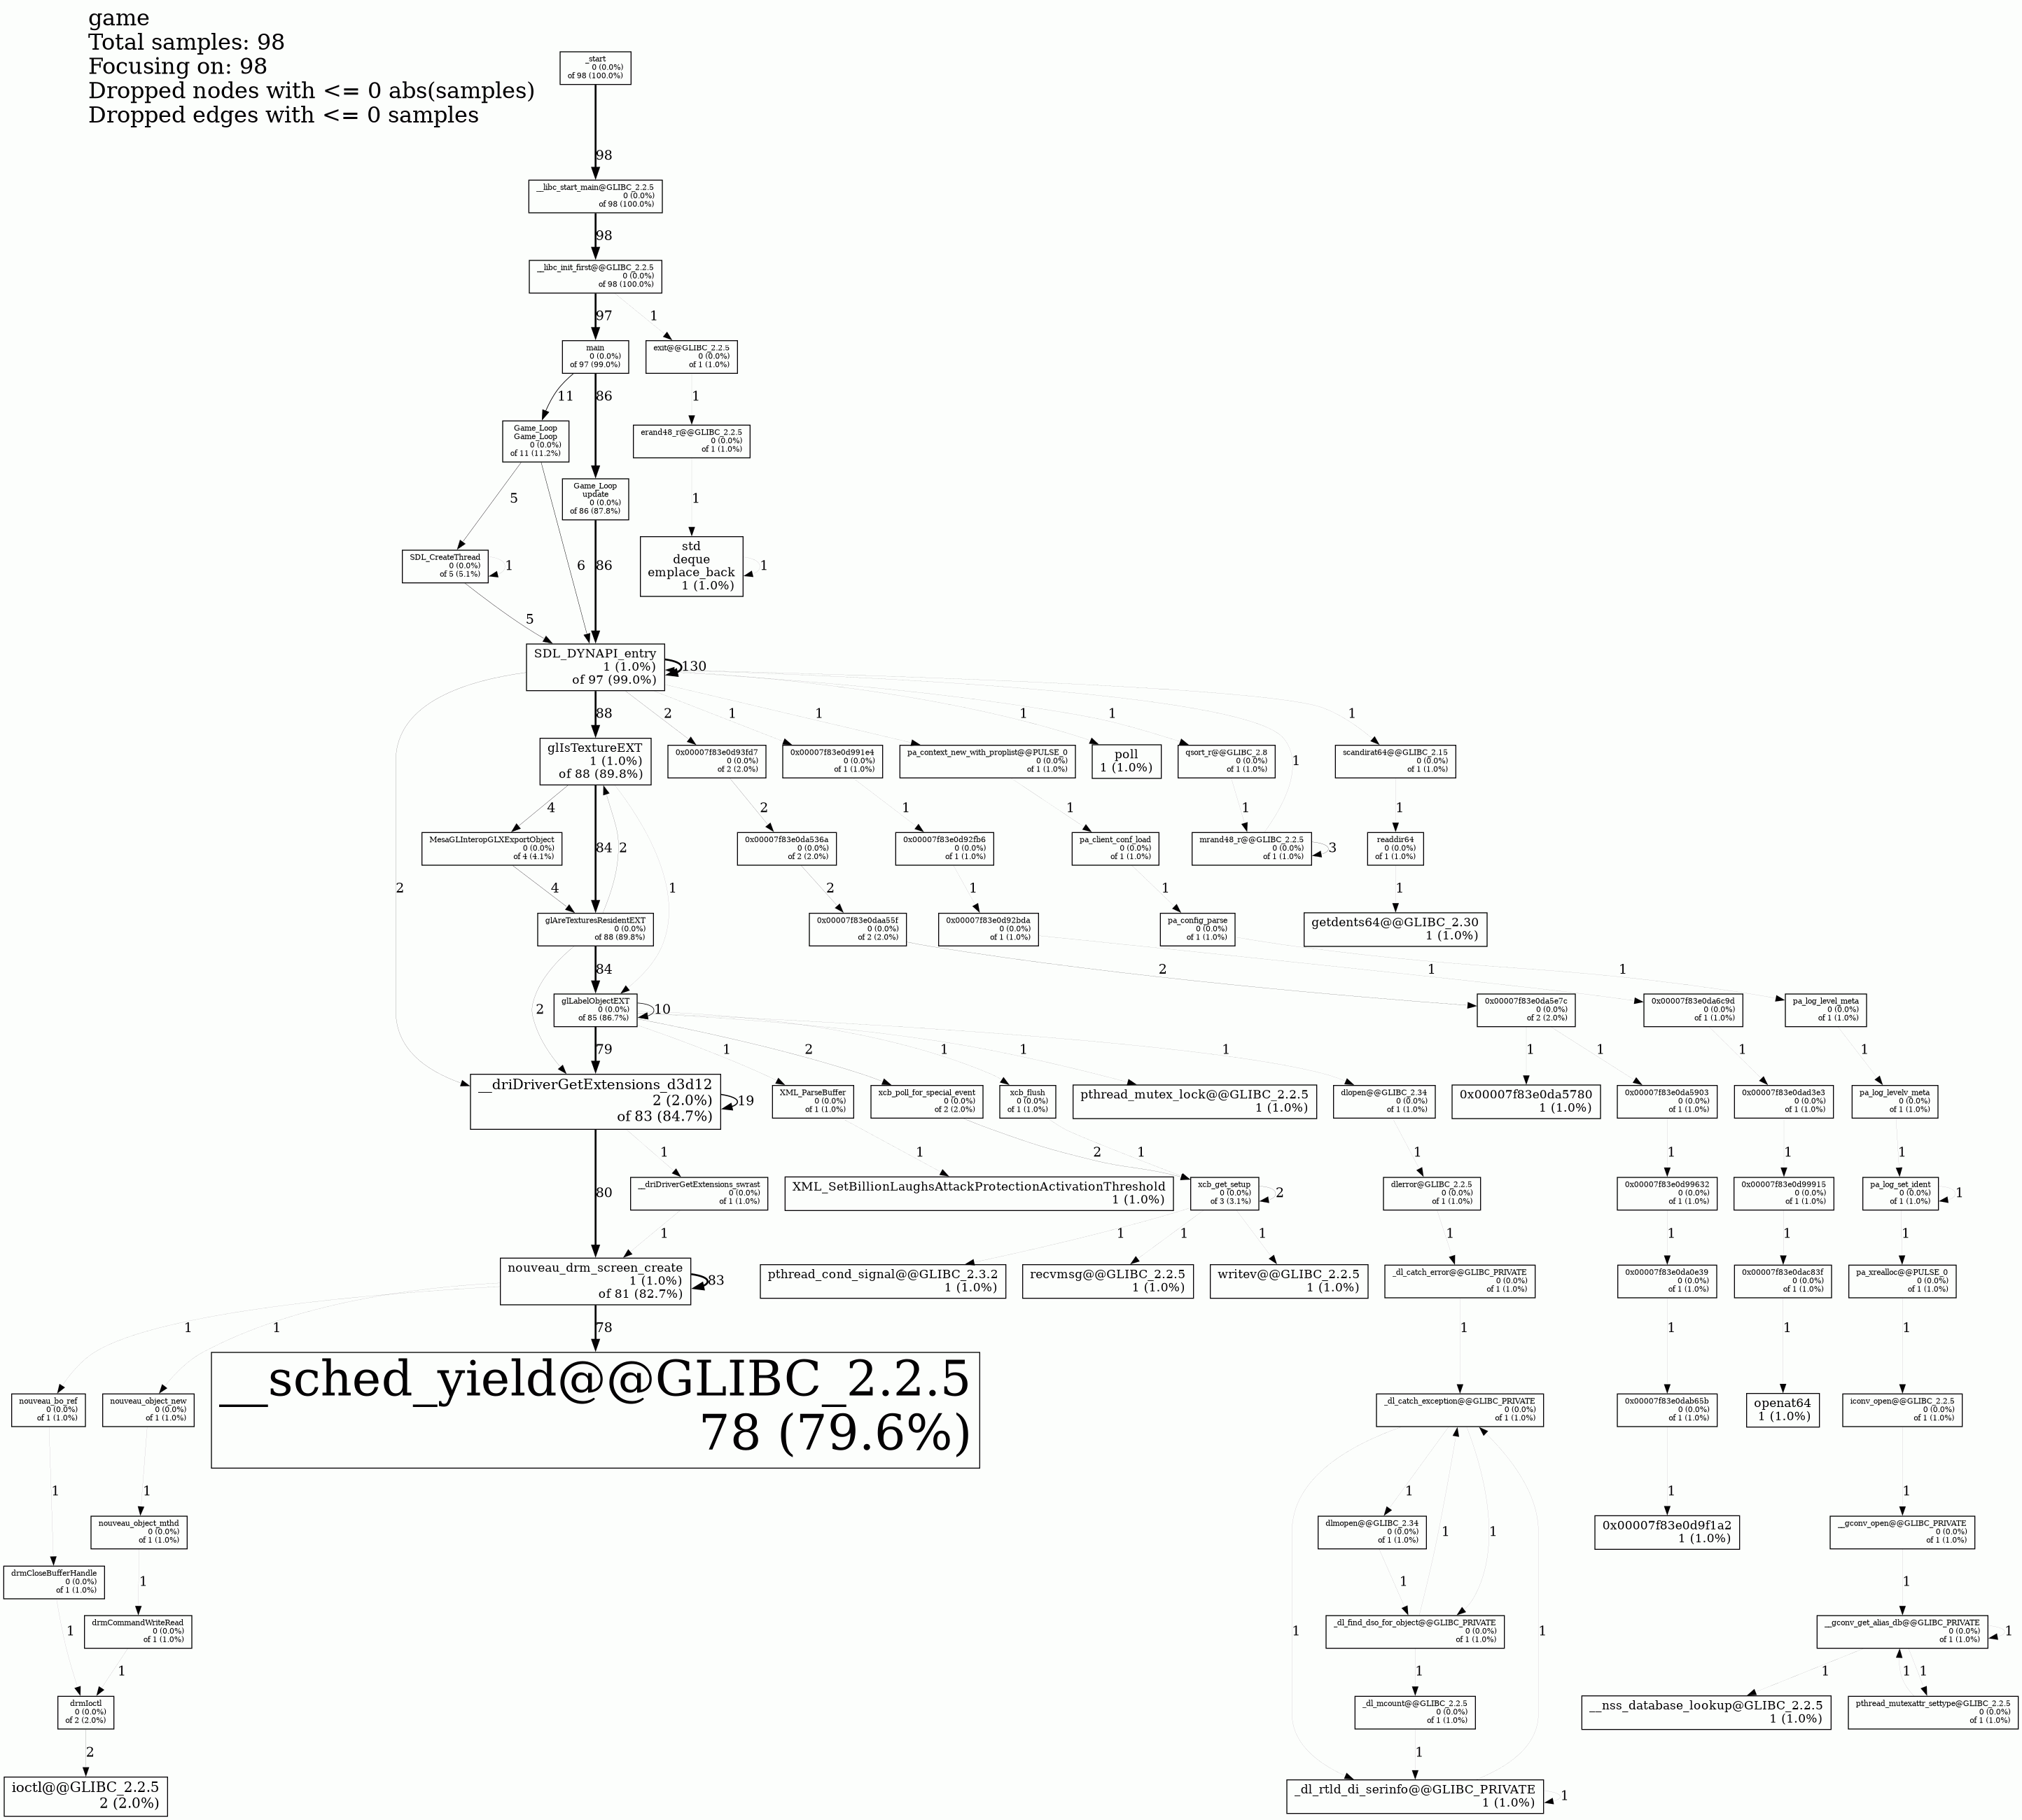 game
Total samples: 98
Focusing on: 98
Dropped nodes with <= 0 abs(samples)
Dropped edges with <= 0 samples
_start
0 (0.0%)
of 98 (100.0%)
98
__libc_start_main@GLIBC_2.2.5
0 (0.0%)
of 98 (100.0%)
98
__libc_init_first@@GLIBC_2.2.5
0 (0.0%)
of 98 (100.0%)
97
1
main
0 (0.0%)
of 97 (99.0%)
exit@@GLIBC_2.2.5
0 (0.0%)
of 1 (1.0%)
11
86
1
Game_Loop
Game_Loop
0 (0.0%)
of 11 (11.2%)
erand48_r@@GLIBC_2.2.5
0 (0.0%)
of 1 (1.0%)
Game_Loop
update
0 (0.0%)
of 86 (87.8%)
5
1
SDL_CreateThread
0 (0.0%)
of 5 (5.1%)
1
6
86
std
deque
emplace_back
1 (1.0%)
1
5
SDL_DYNAPI_entry
1 (1.0%)
of 97 (99.0%)
130
88
2
1
1
1
1
1
glIsTextureEXT
1 (1.0%)
of 88 (89.8%)
0x00007f83e0d93fd7
0 (0.0%)
of 2 (2.0%)
0x00007f83e0d991e4
0 (0.0%)
of 1 (1.0%)
pa_context_new_with_proplist@@PULSE_0
0 (0.0%)
of 1 (1.0%)
poll
1 (1.0%)
qsort_r@@GLIBC_2.8
0 (0.0%)
of 1 (1.0%)
1
scandirat64@@GLIBC_2.15
0 (0.0%)
of 1 (1.0%)
4
2
1
1
1
1
MesaGLInteropGLXExportObject
0 (0.0%)
of 4 (4.1%)
84
2
0x00007f83e0da536a
0 (0.0%)
of 2 (2.0%)
0x00007f83e0d92fb6
0 (0.0%)
of 1 (1.0%)
pa_client_conf_load
0 (0.0%)
of 1 (1.0%)
mrand48_r@@GLIBC_2.2.5
0 (0.0%)
of 1 (1.0%)
3
readdir64
0 (0.0%)
of 1 (1.0%)
2
4
1
2
1
1
1
glAreTexturesResidentEXT
0 (0.0%)
of 88 (89.8%)
0x00007f83e0daa55f
0 (0.0%)
of 2 (2.0%)
0x00007f83e0d92bda
0 (0.0%)
of 1 (1.0%)
pa_config_parse
0 (0.0%)
of 1 (1.0%)
getdents64@@GLIBC_2.30
1 (1.0%)
84
2
1
1
2
glLabelObjectEXT
0 (0.0%)
of 85 (86.7%)
10
0x00007f83e0da5e7c
0 (0.0%)
of 2 (2.0%)
0x00007f83e0da6c9d
0 (0.0%)
of 1 (1.0%)
pa_log_level_meta
0 (0.0%)
of 1 (1.0%)
79
1
2
1
1
1
1
1
1
1
__driDriverGetExtensions_d3d12
2 (2.0%)
of 83 (84.7%)
19
XML_ParseBuffer
0 (0.0%)
of 1 (1.0%)
xcb_poll_for_special_event
0 (0.0%)
of 2 (2.0%)
xcb_flush
0 (0.0%)
of 1 (1.0%)
pthread_mutex_lock@@GLIBC_2.2.5
1 (1.0%)
dlopen@@GLIBC_2.34
0 (0.0%)
of 1 (1.0%)
0x00007f83e0da5780
1 (1.0%)
0x00007f83e0da5903
0 (0.0%)
of 1 (1.0%)
0x00007f83e0dad3e3
0 (0.0%)
of 1 (1.0%)
pa_log_levelv_meta
0 (0.0%)
of 1 (1.0%)
1
1
2
1
1
1
1
1
80
__driDriverGetExtensions_swrast
0 (0.0%)
of 1 (1.0%)
XML_SetBillionLaughsAttackProtectionActivationThreshold
1 (1.0%)
xcb_get_setup
0 (0.0%)
of 3 (3.1%)
2
dlerror@GLIBC_2.2.5
0 (0.0%)
of 1 (1.0%)
0x00007f83e0d99632
0 (0.0%)
of 1 (1.0%)
0x00007f83e0d99915
0 (0.0%)
of 1 (1.0%)
pa_log_set_ident
0 (0.0%)
of 1 (1.0%)
1
1
1
1
1
1
1
1
1
nouveau_drm_screen_create
1 (1.0%)
of 81 (82.7%)
83
pthread_cond_signal@@GLIBC_2.3.2
1 (1.0%)
recvmsg@@GLIBC_2.2.5
1 (1.0%)
writev@@GLIBC_2.2.5
1 (1.0%)
_dl_catch_error@@GLIBC_PRIVATE
0 (0.0%)
of 1 (1.0%)
0x00007f83e0da0e39
0 (0.0%)
of 1 (1.0%)
0x00007f83e0dac83f
0 (0.0%)
of 1 (1.0%)
pa_xrealloc@@PULSE_0
0 (0.0%)
of 1 (1.0%)
1
1
78
1
1
1
1
nouveau_bo_ref
0 (0.0%)
of 1 (1.0%)
nouveau_object_new
0 (0.0%)
of 1 (1.0%)
__sched_yield@@GLIBC_2.2.5
78 (79.6%)
_dl_catch_exception@@GLIBC_PRIVATE
0 (0.0%)
of 1 (1.0%)
0x00007f83e0dab65b
0 (0.0%)
of 1 (1.0%)
openat64
1 (1.0%)
iconv_open@@GLIBC_2.2.5
0 (0.0%)
of 1 (1.0%)
1
1
1
1
1
nouveau_object_mthd
0 (0.0%)
of 1 (1.0%)
dlmopen@@GLIBC_2.34
0 (0.0%)
of 1 (1.0%)
1
1
0x00007f83e0d9f1a2
1 (1.0%)
__gconv_open@@GLIBC_PRIVATE
0 (0.0%)
of 1 (1.0%)
drmCloseBufferHandle
0 (0.0%)
of 1 (1.0%)
1
1
1
drmCommandWriteRead
0 (0.0%)
of 1 (1.0%)
_dl_find_dso_for_object@@GLIBC_PRIVATE
0 (0.0%)
of 1 (1.0%)
__gconv_get_alias_db@@GLIBC_PRIVATE
0 (0.0%)
of 1 (1.0%)
1
1
1
1
1
1
1
1
1
drmIoctl
0 (0.0%)
of 2 (2.0%)
_dl_mcount@@GLIBC_2.2.5
0 (0.0%)
of 1 (1.0%)
__nss_database_lookup@GLIBC_2.2.5
1 (1.0%)
pthread_mutexattr_settype@GLIBC_2.2.5
0 (0.0%)
of 1 (1.0%)
2
1
ioctl@@GLIBC_2.2.5
2 (2.0%)
_dl_rtld_di_serinfo@@GLIBC_PRIVATE
1 (1.0%)
1